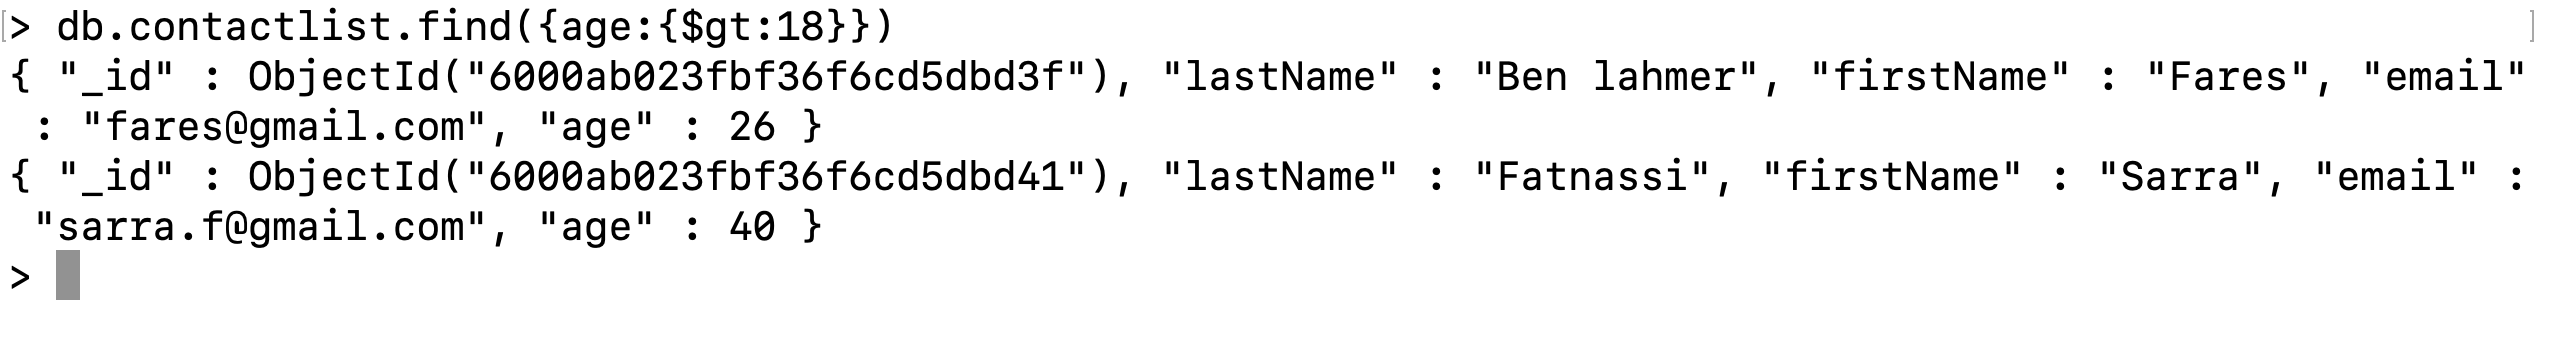 > db.contactlist.find({age:{$gt:18}})
{ "_id" : ObjectId("6000ab023fbf36f6cd5dbd3f"), "lastName" : "Ben lahmer", "firstName" : "Fares", "email"
 : "fares@gmail.com", "age" : 26 }
{ "_id" : ObjectId("6000ab023fbf36f6cd5dbd41"), "lastName" : "Fatnassi", "firstName" : "Sarra", "email" :
 "sarra.f@gmail.com", "age" : 40 }
>